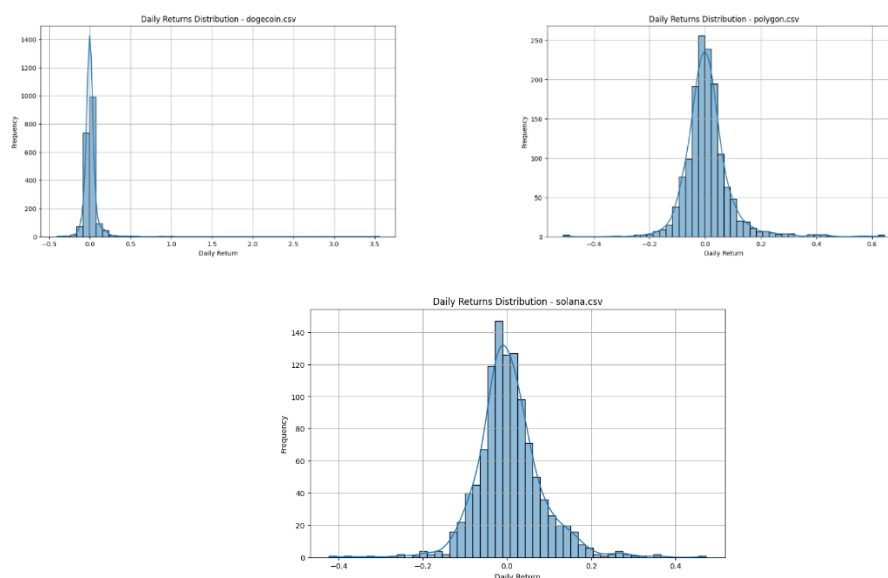 Daily Returns Distribution - dogecoin.csv
1400
1200
1000
800
600
400
200
0
Frequency
−0.5 0.0 0.5 1.0 1.5 2.0 2.5 3.0 3.5
Daily Return
Daily Returns Distribution - polygon.csv
250
200
150
100
50
0
Frequency
−0.4 −0.2 0.0 0.2 0.4 0.6
Daily Return
Daily Returns Distribution - solana.csv
140
120
100
80
60
40
20
0
Frequency
−0.4 −0.2 0.0 0.2 0.4
Daily Return